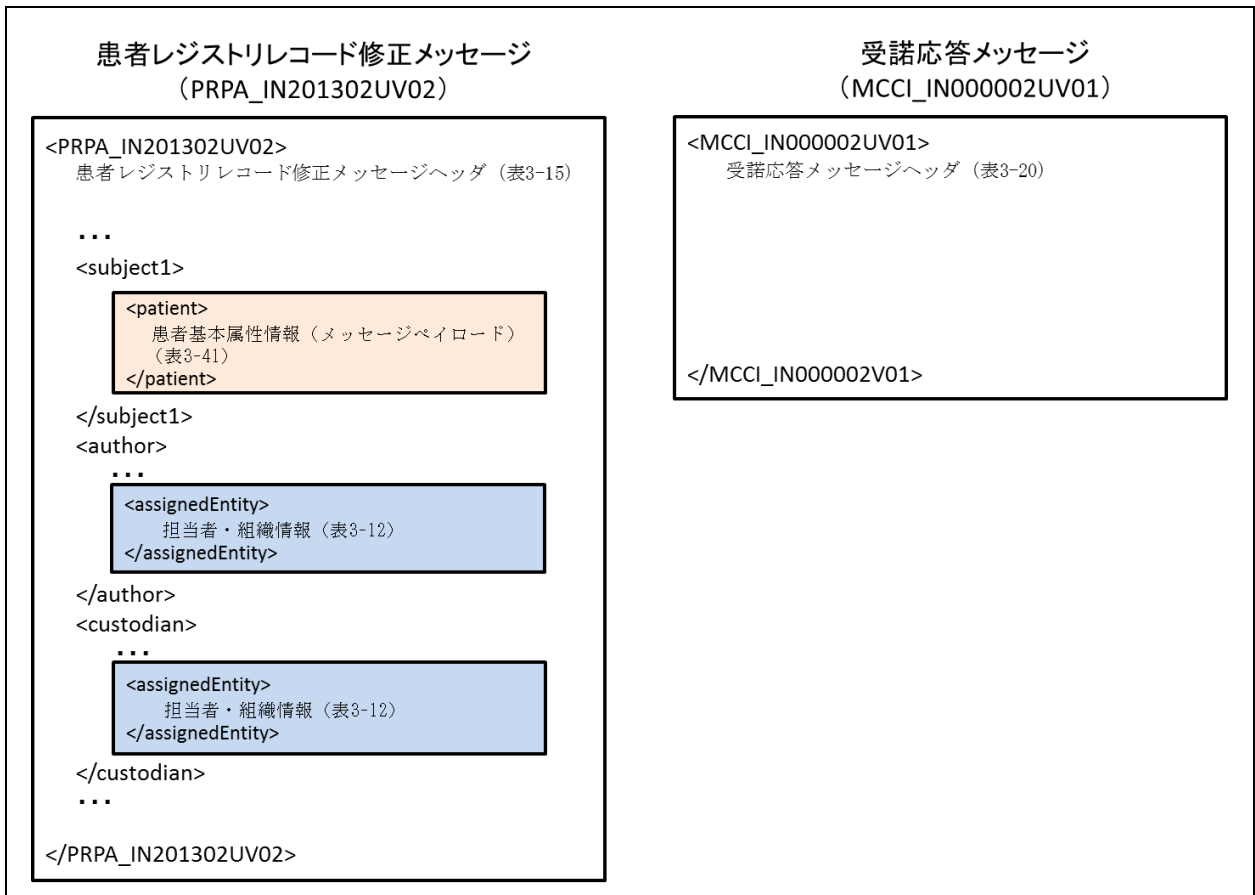 患者レジストリレコード修正メッセージ
（PRPA_IN201302UV02）
<PRPA_IN201302UV02>
患者レジストリレコード修正メッセージヘッダ（表3-15）
...
<subject1>
<patient>
患者基本属性情報（メッセージペイロード）
（表3-41）
</patient>
</subject1>
<author>
...
<assignedEntity>
担当者・組織情報（表3-12）
</assignedEntity>
</author>
<custodian>
...
<assignedEntity>
担当者・組織情報（表3-12）
</assignedEntity>
</custodian>
...
</PRPA_IN201302UV02>
受諾応答メッセージ
（MCCI_IN000002UV01）
<MCCI_IN000002UV01>
受諾応答メッセージヘッダ（表3-20）
</MCCI_IN000002V01>